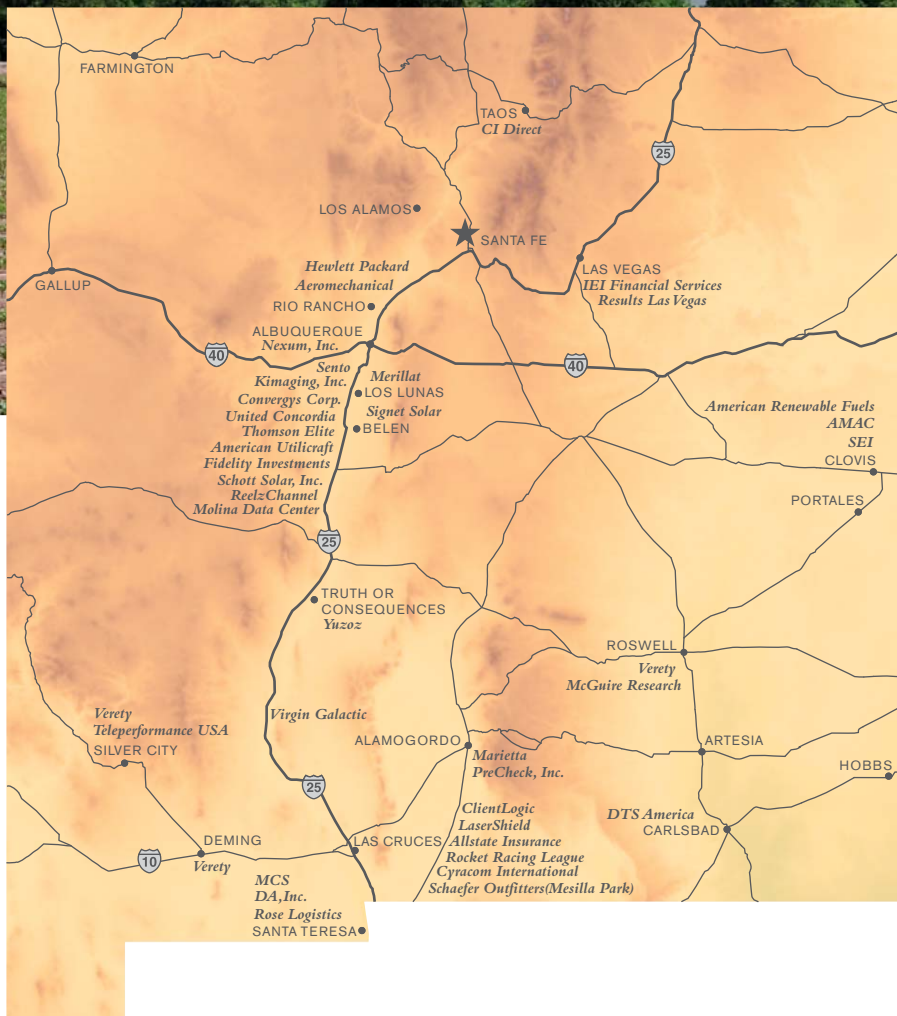 FARMINGTON
TAOS
CI Direct
25
LOS ALAMOS
SANTA FE
Hewlett Packard
Aeromechanical
LAS VEGAS
IEI Financial Services
Results Las Vegas
GALLUP
RIO RANCHO
ALBUQUERQUE
Nexum, Inc.
40
40
Sento
Kimaging, Inc.
Convergys Corp.
United Concordia
Thomson Elite
American Utilicraft
Fidelity Investments
Schott Solar, Inc.
ReelzChannel
Molina Data Center
Merillat
LOS LUNAS
Signet Solar
BELEN
American Renewable Fuels
AMAC
SEI
CLOVIS
PORTALES
25
TRUTH OR
CONSEQUENCES
Yuzoz
ROSWELL
Verety
McGuire Research
Virgin Galactic
Verety
Teleperformance USA
SILVER CITY
ALAMOGORDO
Marietta
PreCheck, Inc.
ARTESIA
HOBBS
25
DTS America
CARLSBAD
ClientLogic
LaserShield
Allstate Insurance
Rocket Racing League
Cyracom International
Schaefer Outfitters(Mesilla Park)
LAS CRUCES
DEMING
Verety
10
MCS
DA,Inc.
Rose Logistics
SANTA TERESA